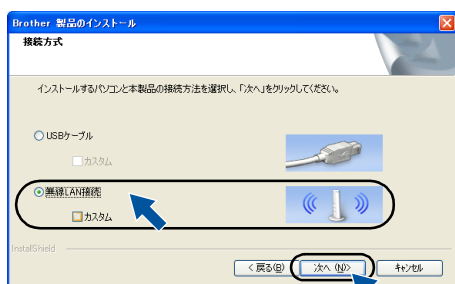 Brother 製品のインストール
接続方式
インストールするパソコンと本製品の接続方法を選択し、「次へ」をクリックしてください。
USBケーブル
カスタム
無線LAN接続
カスタム
InstallShield
< 戻る(B)
次へ (N)>
キャンセル